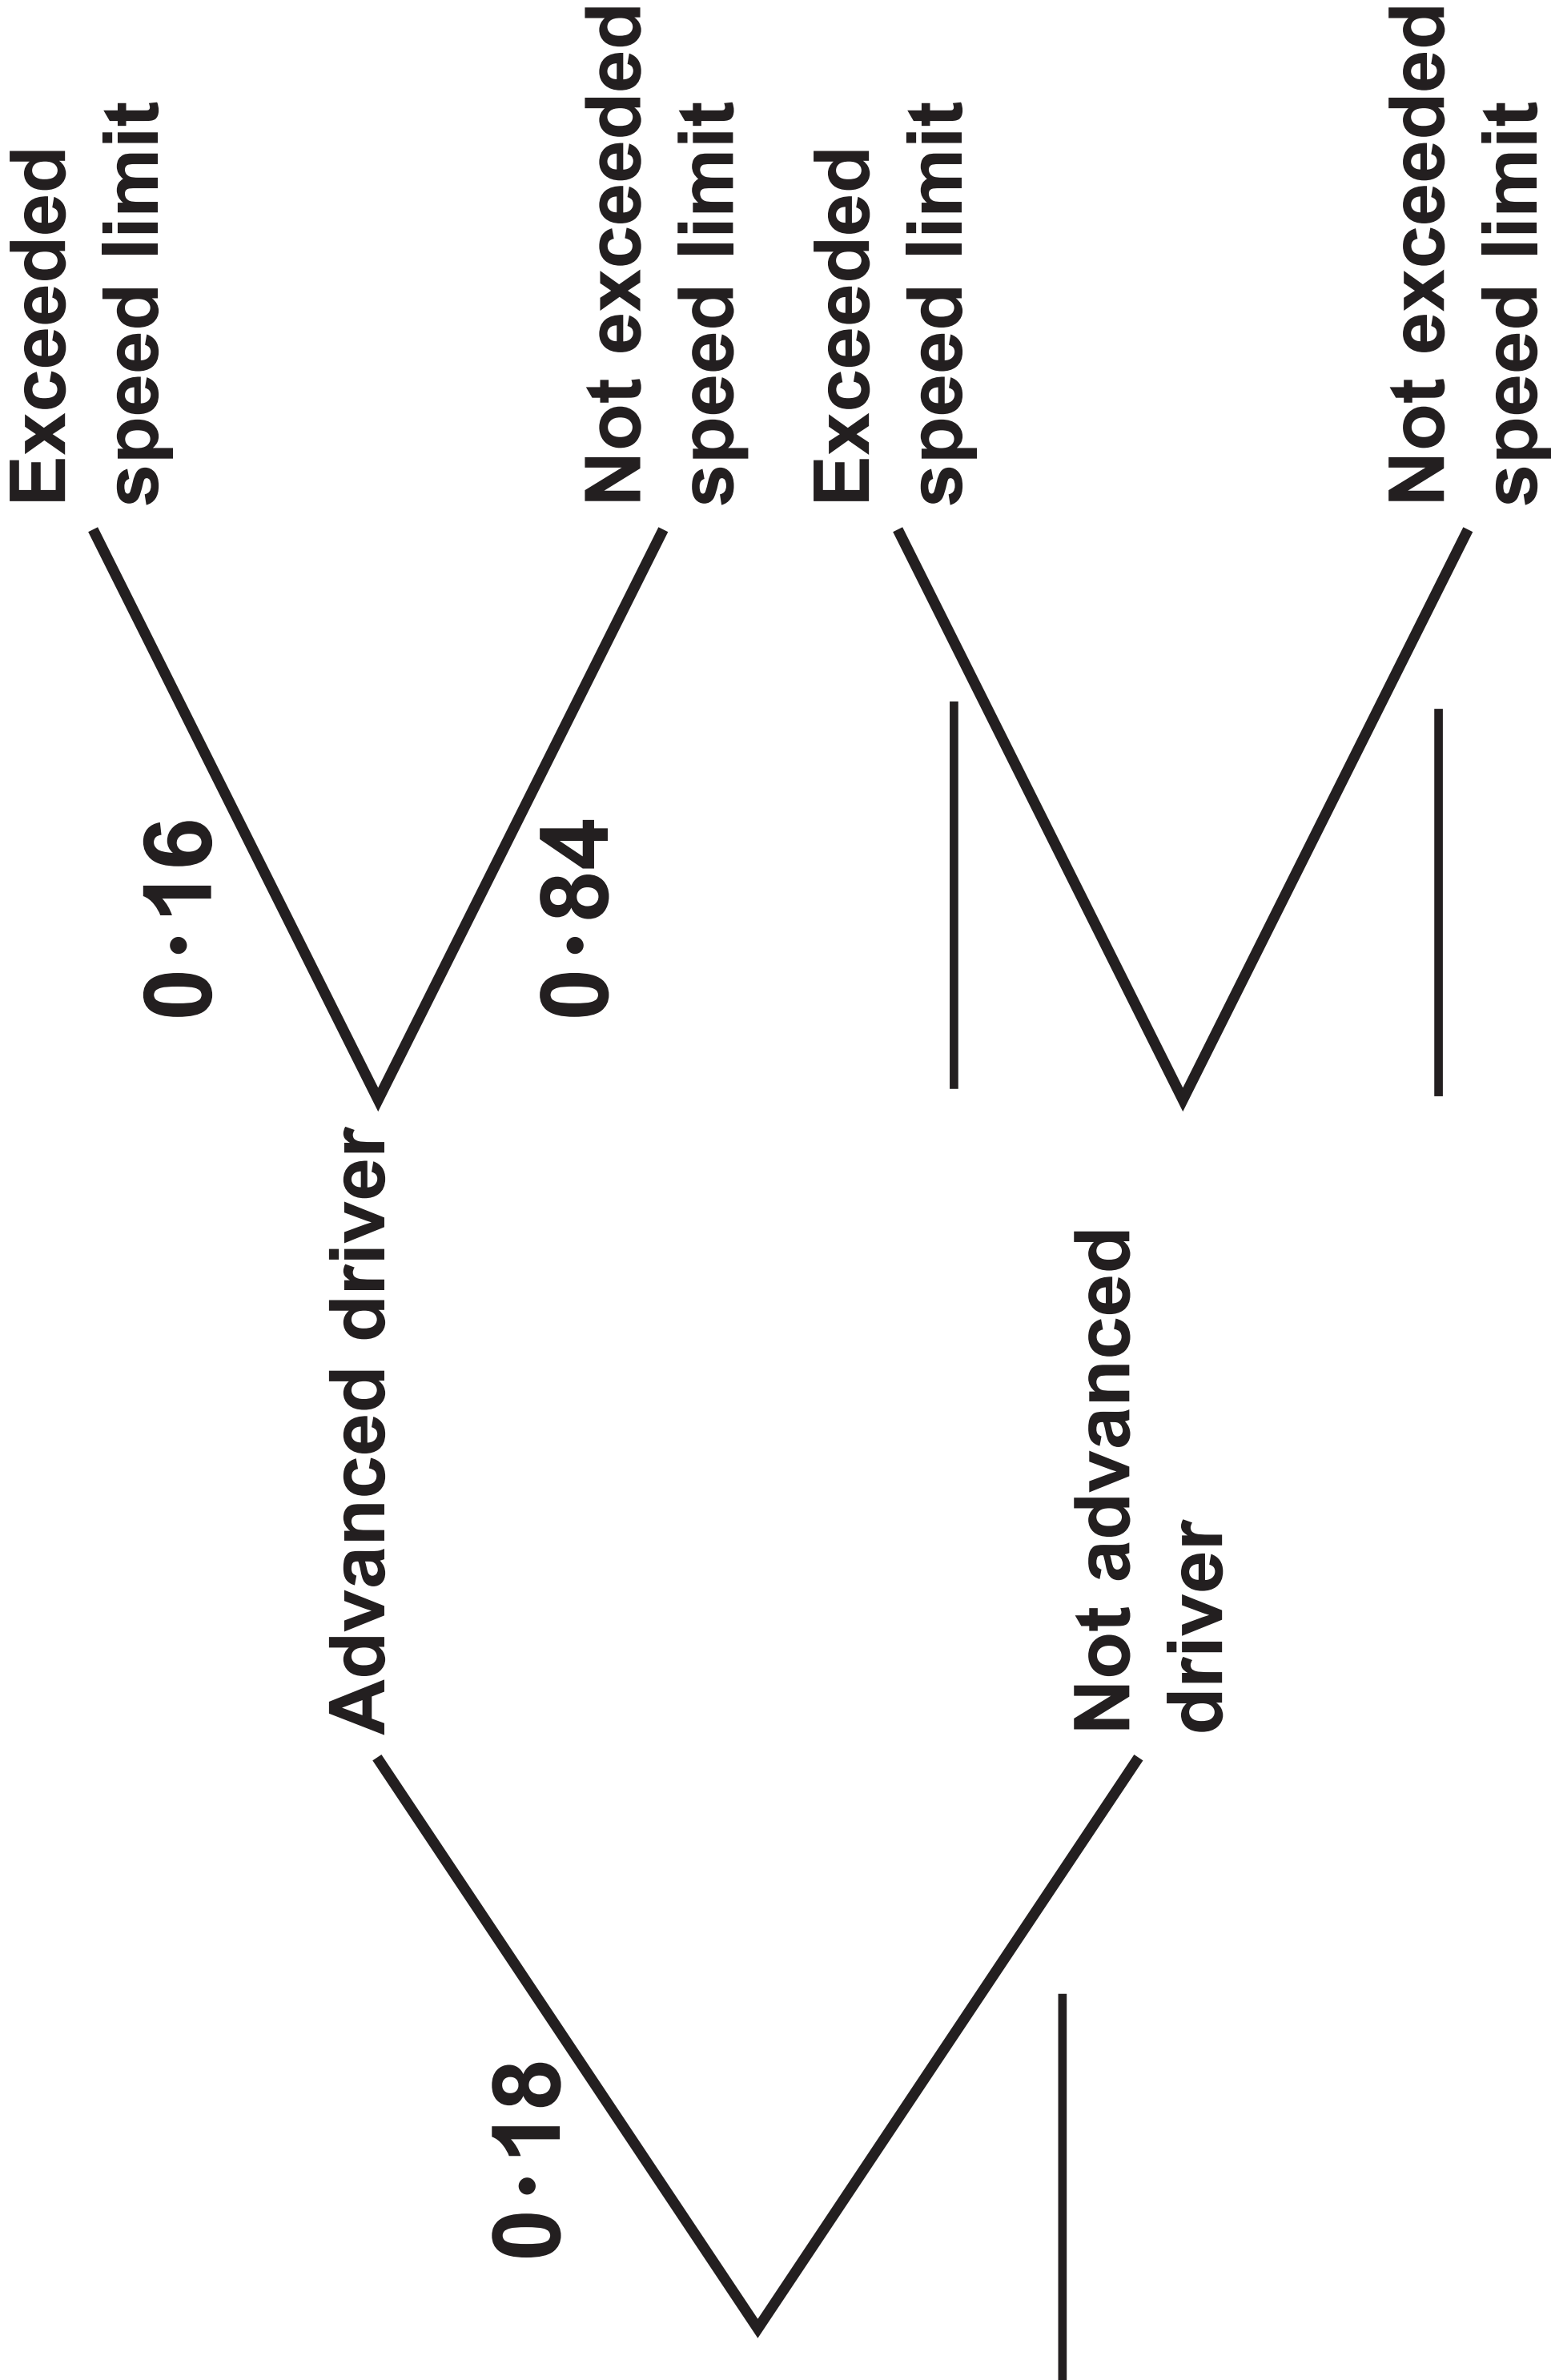 Exceeded
speed limit
0·16
Advanced driver
0·84
0·18
Not exceeded
speed limit
Exceeded
speed limit
Not advanced
driver
Not exceeded
speed limit